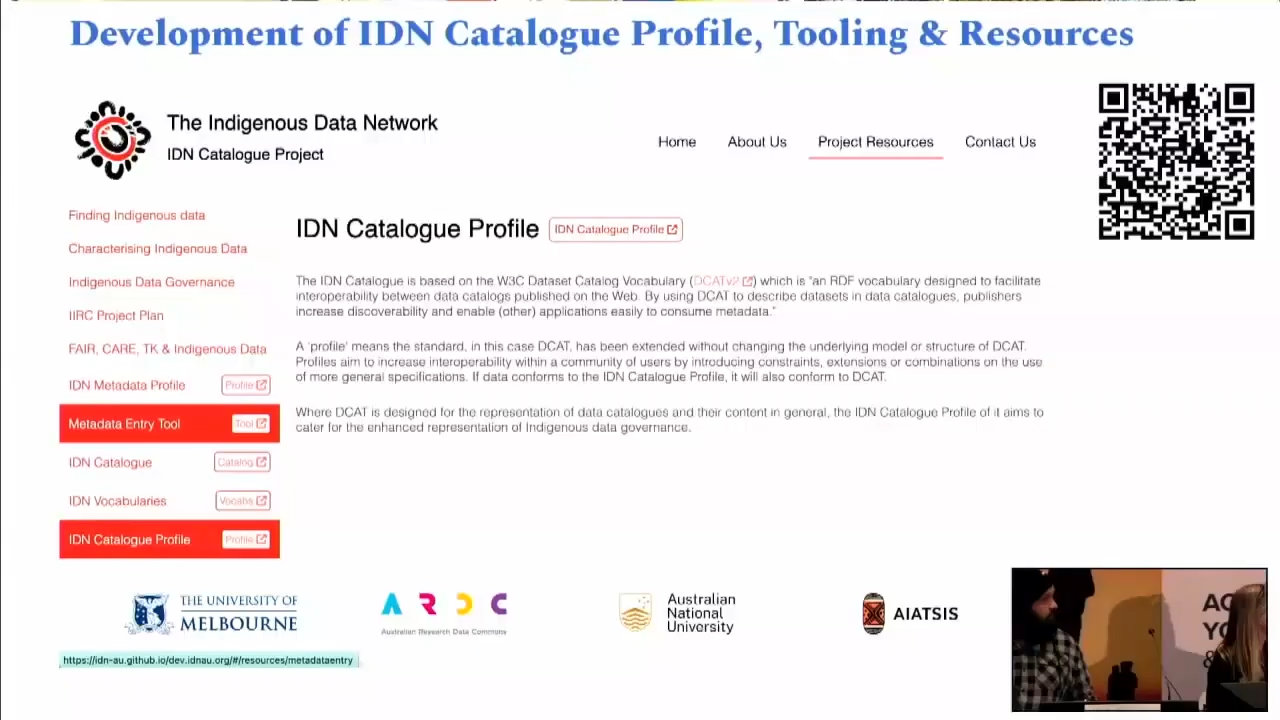 Development of IDN Catalogue Profile, Tooling & Resources
The Indigenous Data Network
IDN Catalogue Project
Home
About Us
Project Resources
Contact Us
Finding Indigenous data
Characterising Indigenous Data
Indigenous Data Governance
IIRC Project Plan
FAIR, CARE, TK & Indigenous Data
IDN Metadata Profile
Profile
Metadata Entry Tool
Tool
IDN Catalogue
Catalog
IDN Vocabularies
Vocabs
IDN Catalogue Profile
Profile
IDN Catalogue Profile
IDN Catalogue Profile
The IDN Catalogue is based on the W3C Dataset Catalog Vocabulary (DCATv2) which is “an RDF vocabulary designed to facilitate
interoperability between data catalogs published on the Web. By using DCAT to describe datasets in data catalogues, publishers
increase discoverability and enable (other) applications easily to consume metadata.”
A ‘profile’ means the standard, in this case DCAT, has been extended without changing the underlying model or structure of DCAT.
Profiles aim to increase interoperability within a community of users by introducing constraints, extensions or combinations on the use
of more general specifications. If data conforms to the IDN Catalogue Profile, it will also conform to DCAT.
Where DCAT is designed for the representation of data catalogues and their content in general, the IDN Catalogue Profile of it aims to
cater for the enhanced representation of Indigenous data governance.
THE UNIVERSITY OF
MELBOURNE
ARDC
Australian Research Data Commons
Australian
National
University
AIATSIS
https://idn-au.github.io/dev.idnau.org/#/resources/metadataentry